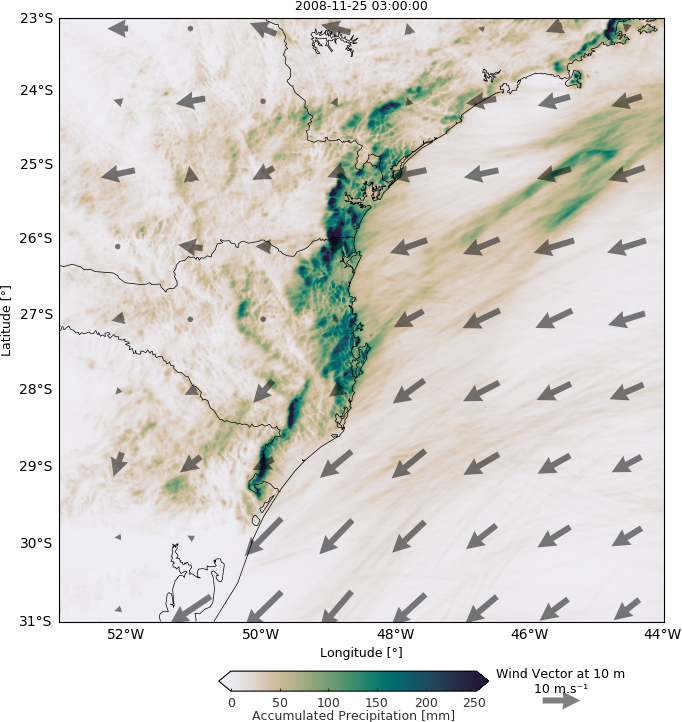 2008-11-25 03:00:00
23°S
24°S
25°S
26°S
27°S
28°S
29°S
30°S
31°S
Latitude [°]
52°W 50°W 48°W 46°W 44°W
Longitude [°]
0 50 100 150 200 250
Accumulated Precipitation [mm]
Wind Vector at 10 m
10 m.s⁻¹